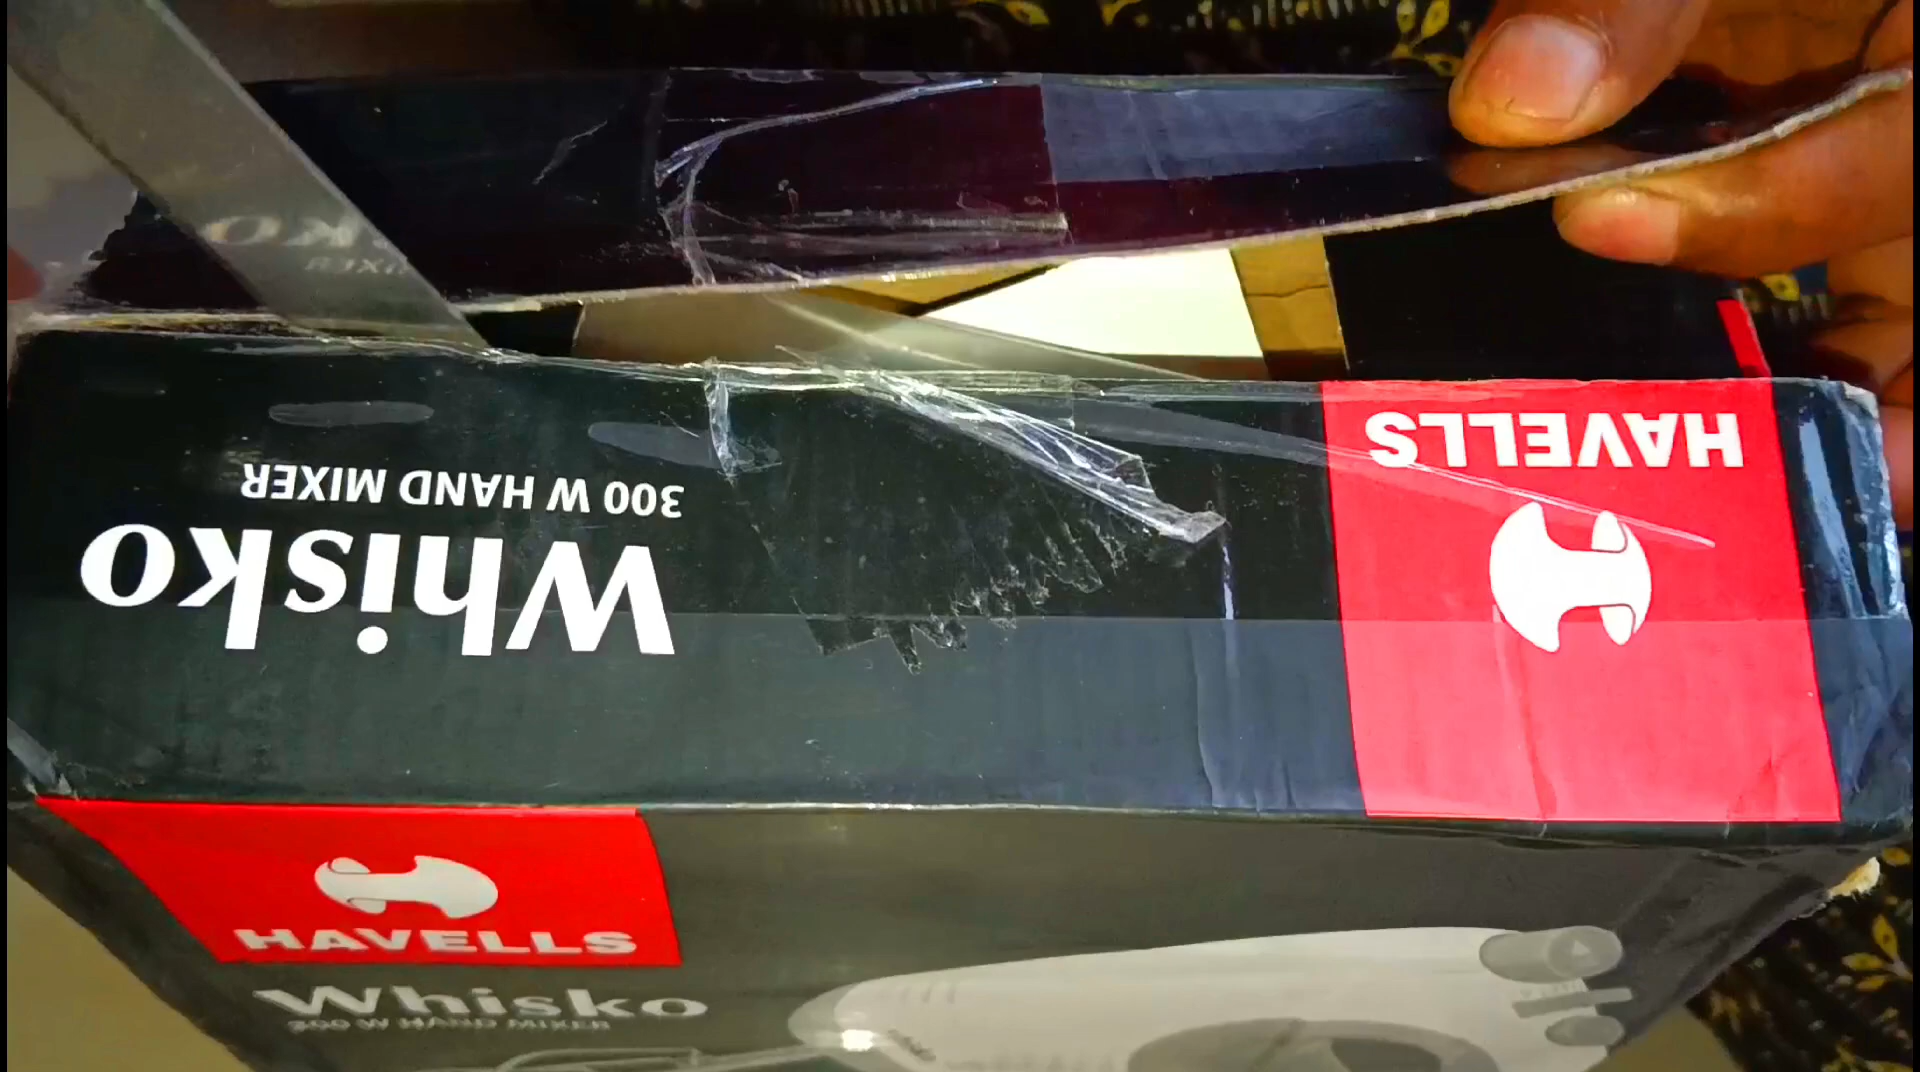 Whisko
300 W HAND MIXER
HAVELLS
HAVELLS
Whisko
300 W HAND MIXER